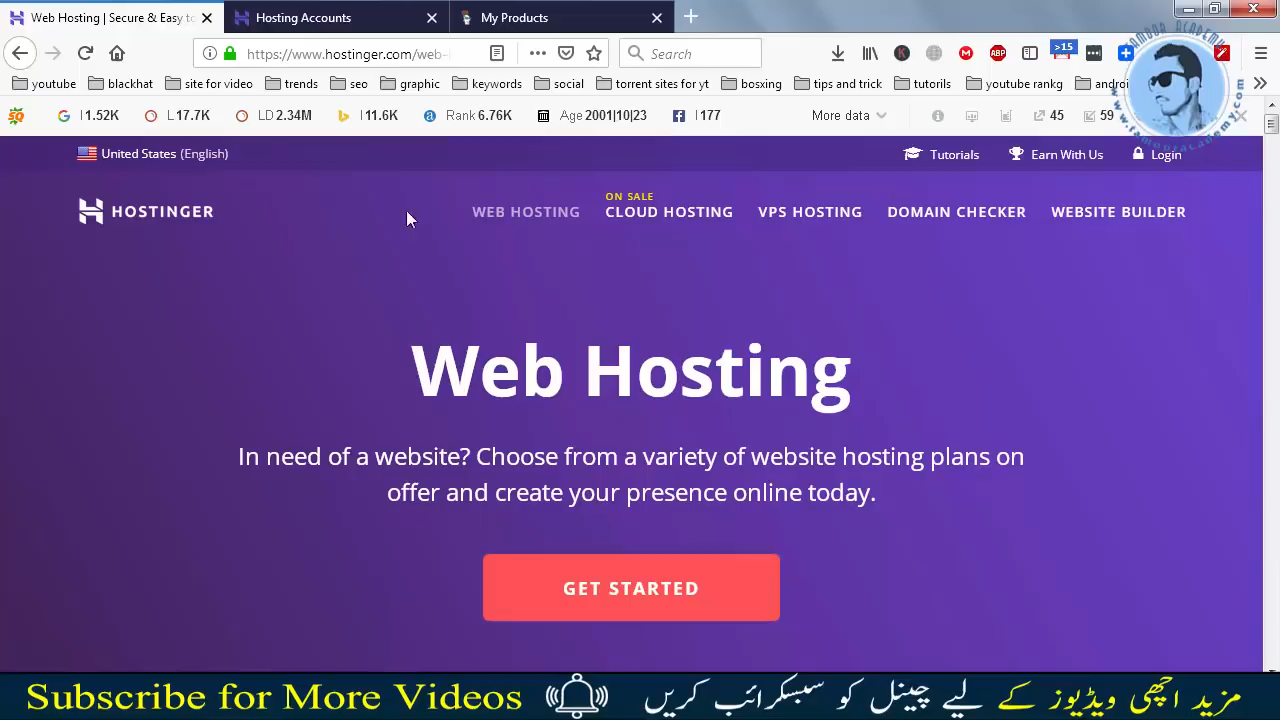 Web Hosting | Secure & Easy to
Hosting Accounts
My Products
https://www.hostinger.com/web-
Search
>15
ABP
youtube
blackhat
site for video
trends
seo
graphic
keywords
social
torrent sites for yt
bosxing
tips and trick
tutorils
youtube rankg
I 1.52K
L 17.7K
LD 2.34M
I 11.6K
Rank 6.76K
Age 2001|10|23
I 177
More data
45
59
United States (English)
Tutorials
Earn With Us
Login
HOSTINGER
WEB HOSTING
ON SALE
CLOUD HOSTING
VPS HOSTING
DOMAIN CHECKER
WEBSITE BUILDER
Web Hosting
In need of a website? Choose from a variety of website hosting plans on
offer and create your presence online today.
GET STARTED
Subscribe for More Videos
مزید اچھی ویڈیوز کے لیے چینل کو سبسکرائب کریں